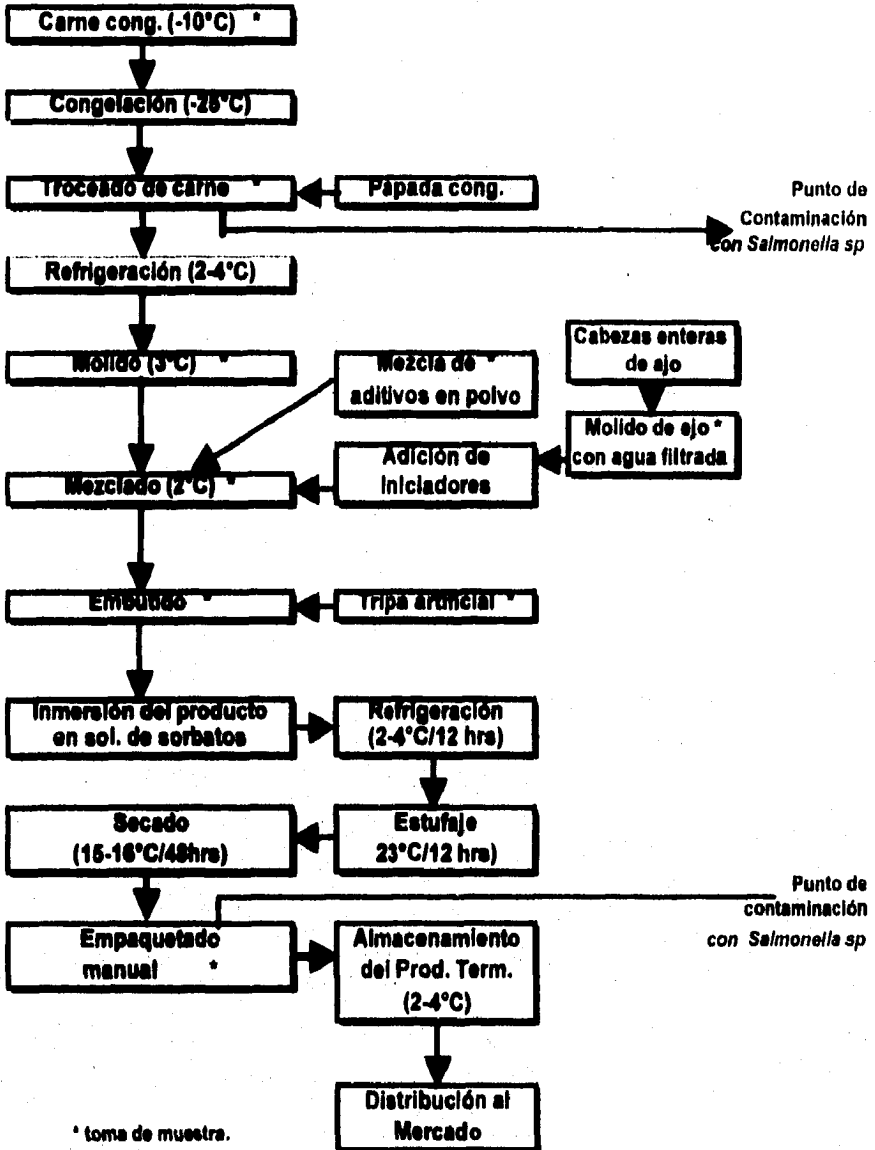 Carne cong. (-10°C) *
Congelación (-25°C)
Troceado de carne *
Papada cong.
Punto de
Contaminación
con Salmonella sp
Refrigeración (2-4°C)
Molido (3°C) *
Mezcla de *
aditivos en polvo
Cabezas enteras
de ajo
Molido de ajo *
con agua filtrada
Adición de
Iniciadores
Mezclado (2°C) *
Embutido *
Tripa artificial *
Inmersión del producto
en sol. de sorbatos
Refrigeración
(2-4°C/12 hrs)
Secado
(15-16°C/48hrs)
Estufaje
23°C/12 hrs)
Punto de
contaminación
con Salmonella sp
Empaquetado
manual *
Almacenamiento
del Prod. Term.
(2-4°C)
Distribución al
Mercado
* toma de muestra.